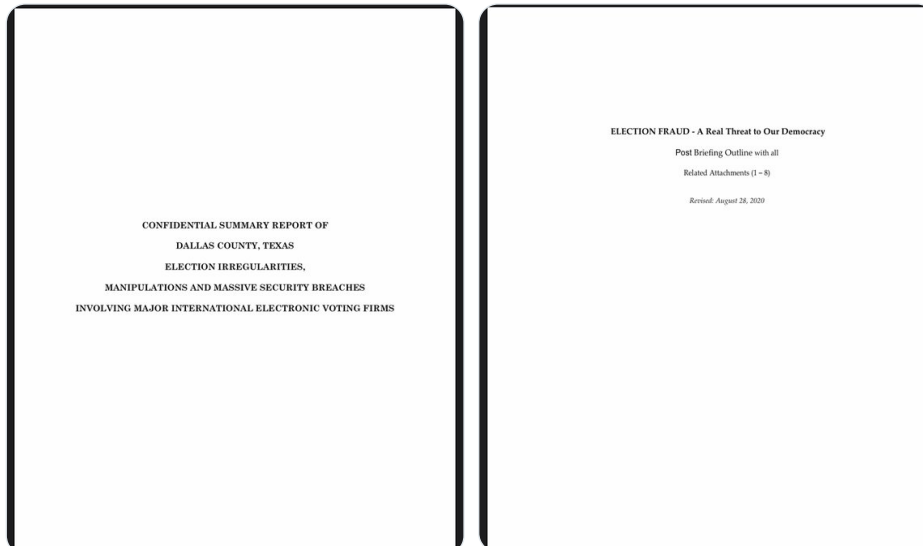 CONFIDENTIAL SUMMARY REPORT OF
DALLAS COUNTY, TEXAS
ELECTION IRREGULARITIES,
MANIPULATIONS AND MASSIVE SECURITY BREACHES
INVOLVING MAJOR INTERNATIONAL ELECTRONIC VOTING FIRMS
ELECTION FRAUD - A Real Threat to Our Democracy
Post Briefing Outline with all
Related Attachments (1 – 8)
Revised: August 28, 2020